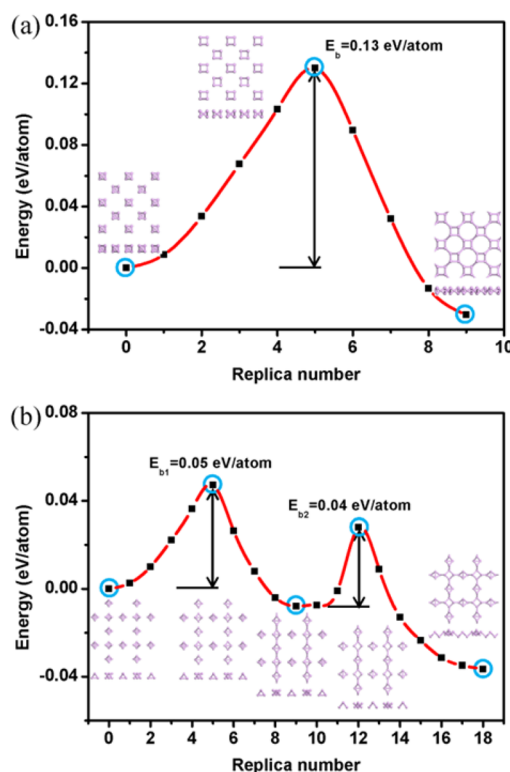 (a)
0.16
0.12
0.08
0.04
0.00
-0.04
Energy (eV/atom)
E_b=0.13 eV/atom
0 2 4 6 8 10
Replica number
(b)
0.08
0.04
0.00
-0.04
Energy (eV/atom)
E_b1=0.05 eV/atom
E_b2=0.04 eV/atom
0 2 4 6 8 10 12 14 16 18
Replica number